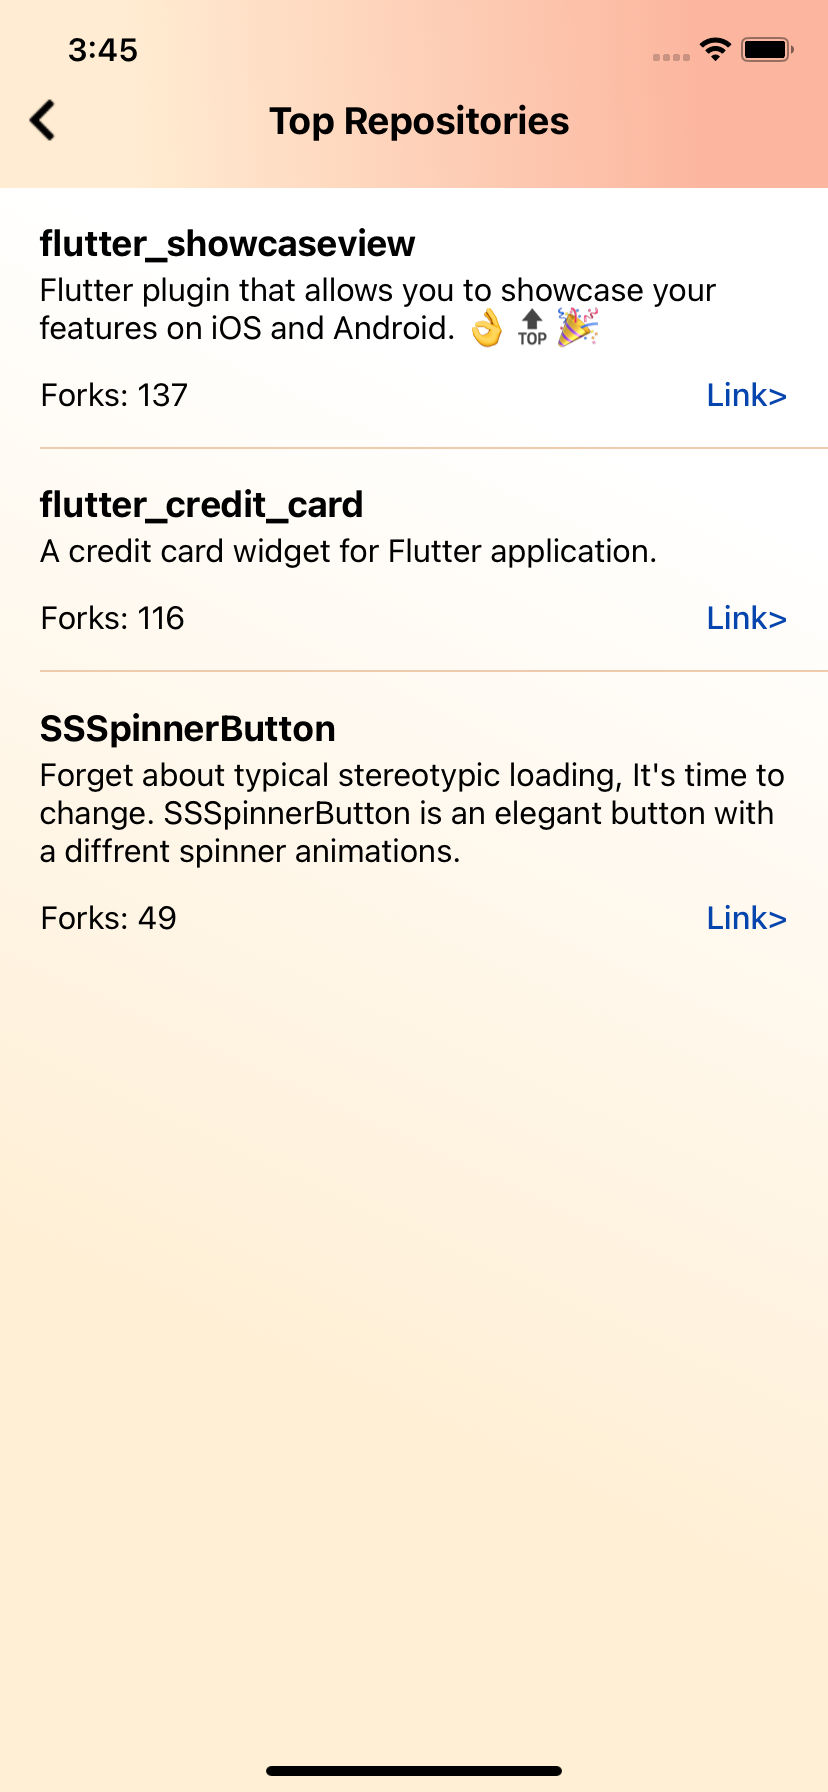 3:45
Top Repositories
flutter_showcaseview
Flutter plugin that allows you to showcase your
features on iOS and Android. 👌🔝🎉
Forks: 137 Link>
flutter_credit_card
A credit card widget for Flutter application.
Forks: 116 Link>
SSSpinnerButton
Forget about typical stereotypic loading, It's time to
change. SSSpinnerButton is an elegant button with
a diffrent spinner animations.
Forks: 49 Link>